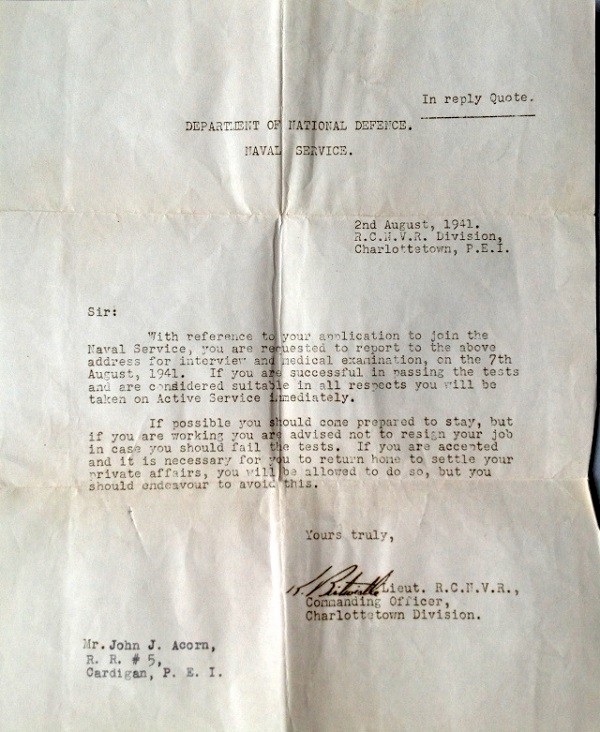 In reply Quote.
DEPARTMENT OF NATIONAL DEFENCE.
NAVAL SERVICE.
2nd August, 1941.
R.C.N.V.R. Division,
Charlottetown, P.E.I.
Sir:
With reference to your application to join the
Naval Service, you are requested to report to the above
address for interview and medical examination, on the 7th
August, 1941. If you are successful in passing the tests
and are considered suitable in all respects you will be
taken on Active Service immediately.
If possible you should come prepared to stay, but
if you are working you are advised not to resign your job
in case you should fail the tests. If you are accepted
and it is necessary for you to return home to settle your
private affairs, you will be allowed to do so, but you
should endeavour to avoid this.
Yours truly,
Lieut. R.C.N.V.R.,
Commanding Officer,
Charlottetown Division.
Mr. John J. Acorn,
R. R. # 5,
Cardigan, P. E. I.